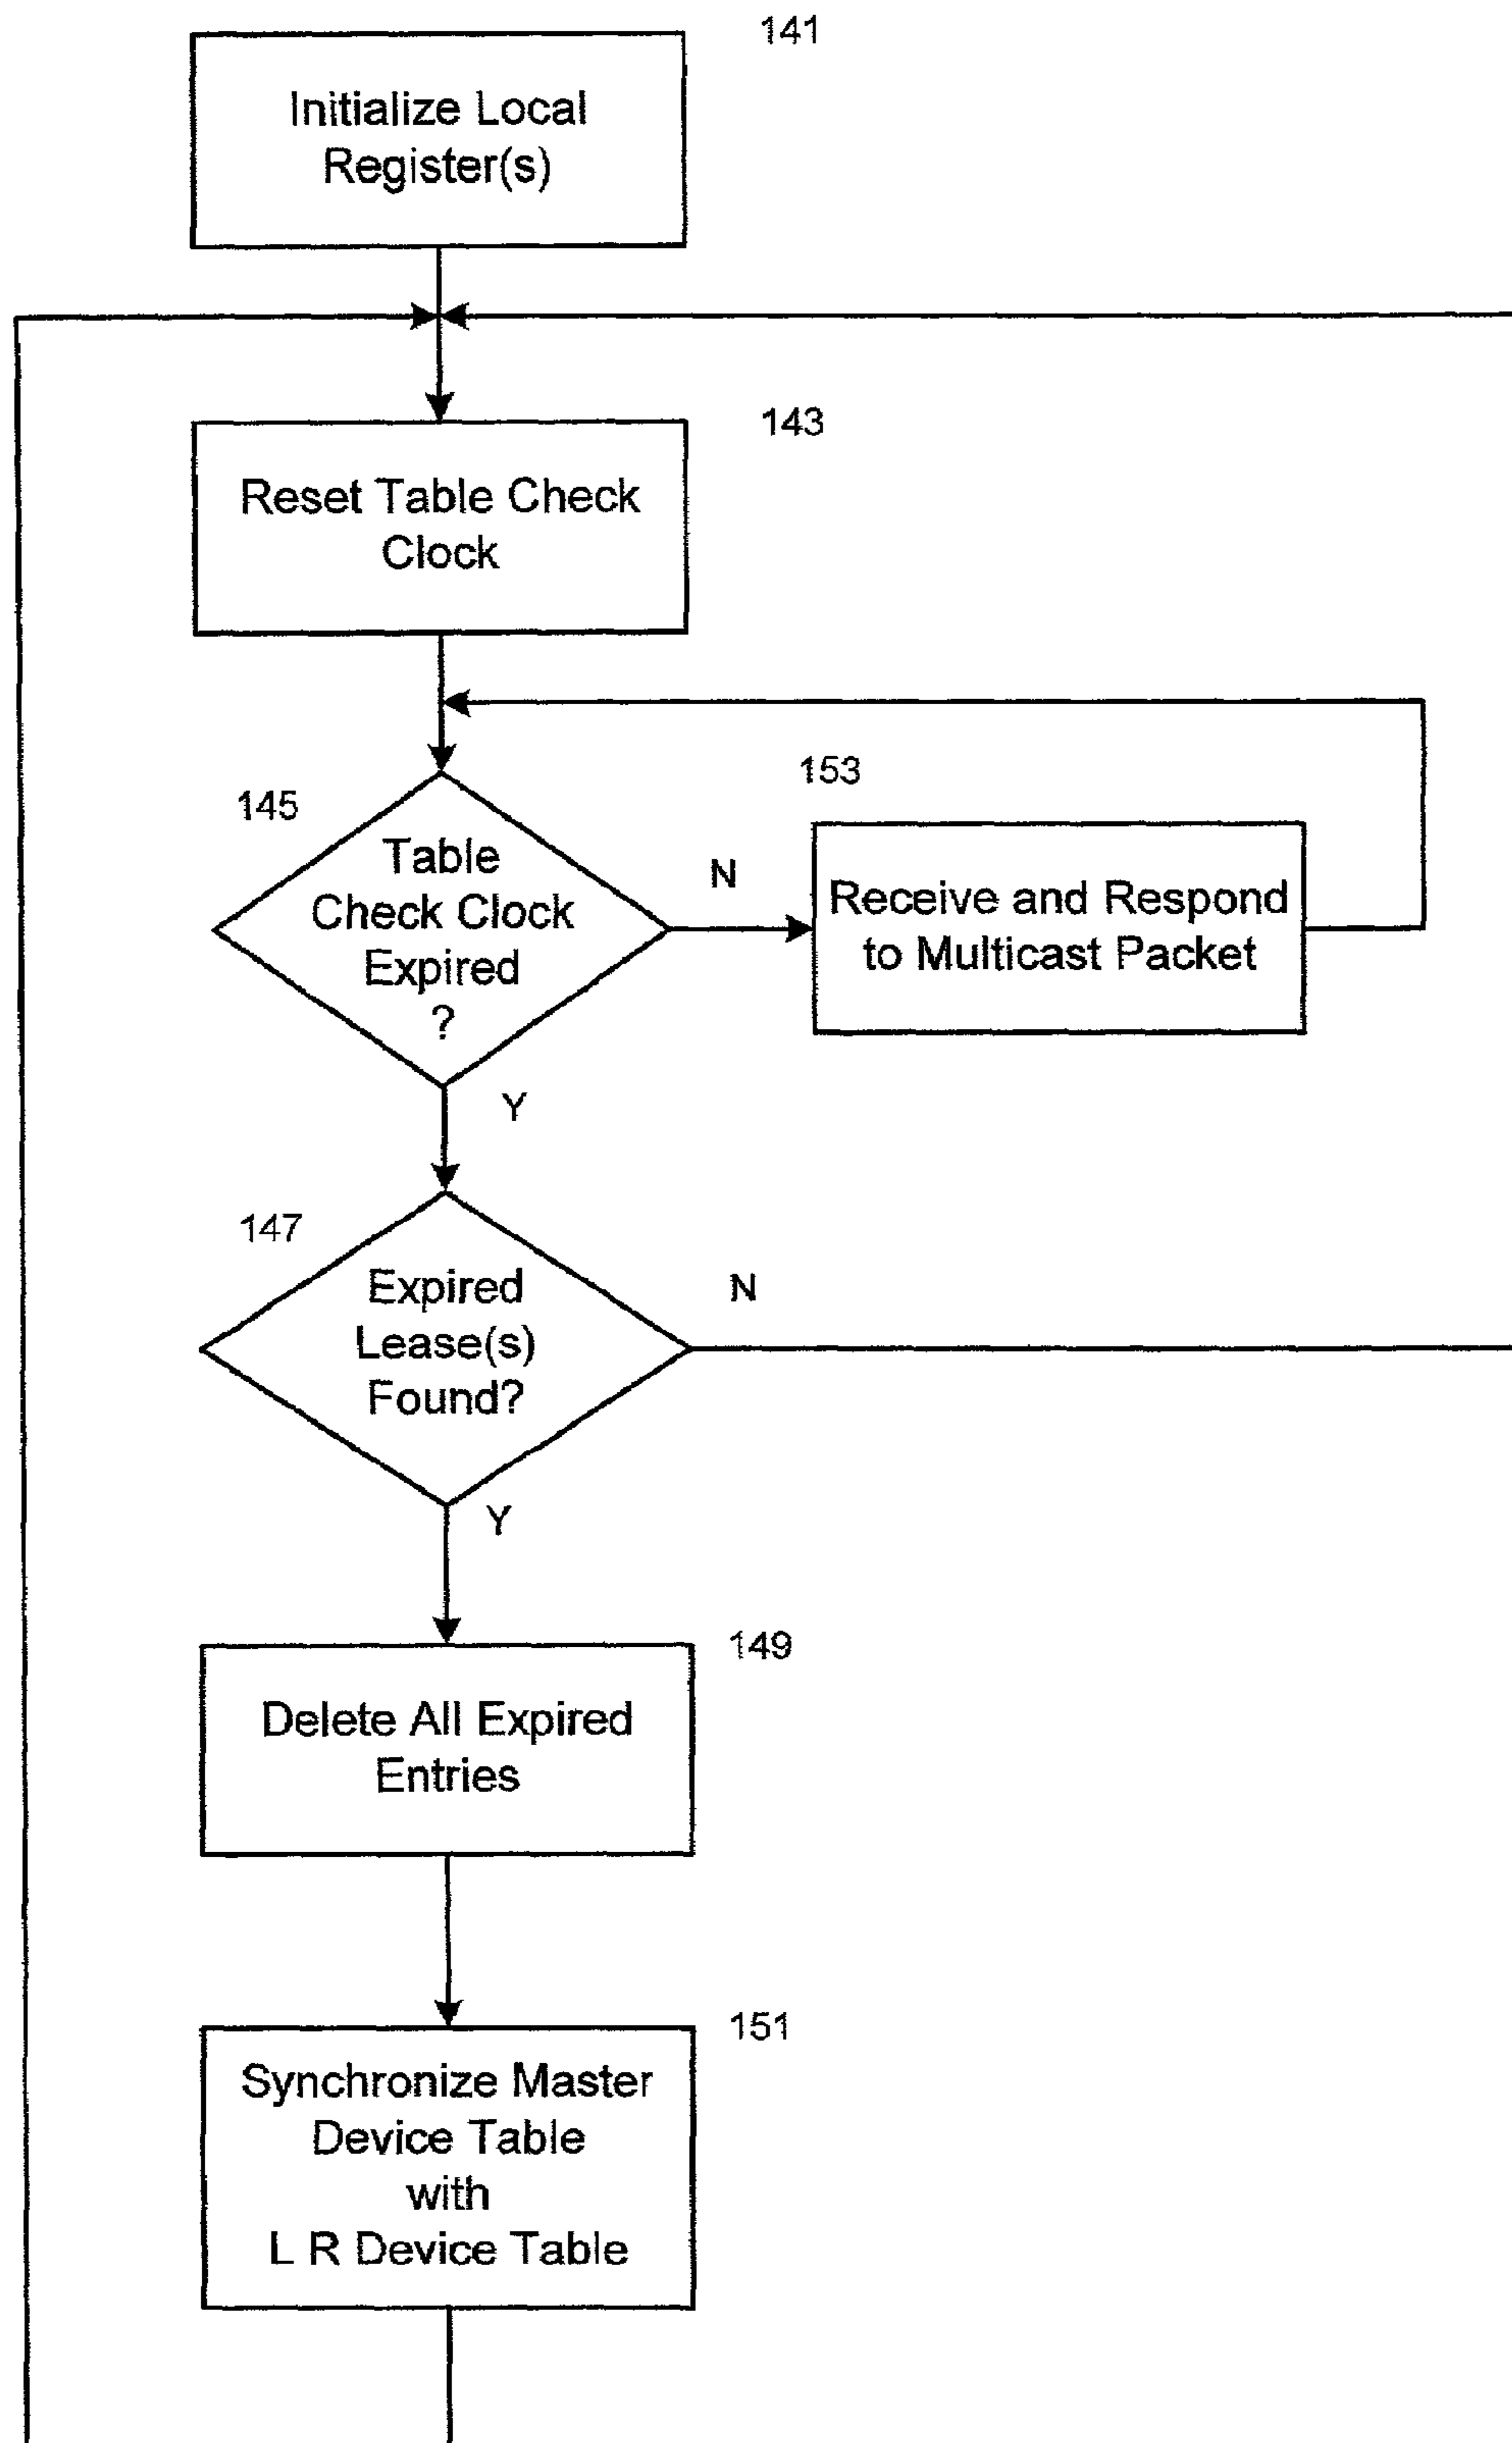 141
Initialize Local
Register(s)
143
Reset Table Check
Clock
145
Table
Check Clock
Expired
?
N
153
Receive and Respond
to Multicast Packet
Y
147
Expired
Lease(s)
Found?
N
Y
149
Delete All Expired
Entries
151
Synchronize Master
Device Table
with
L R Device Table